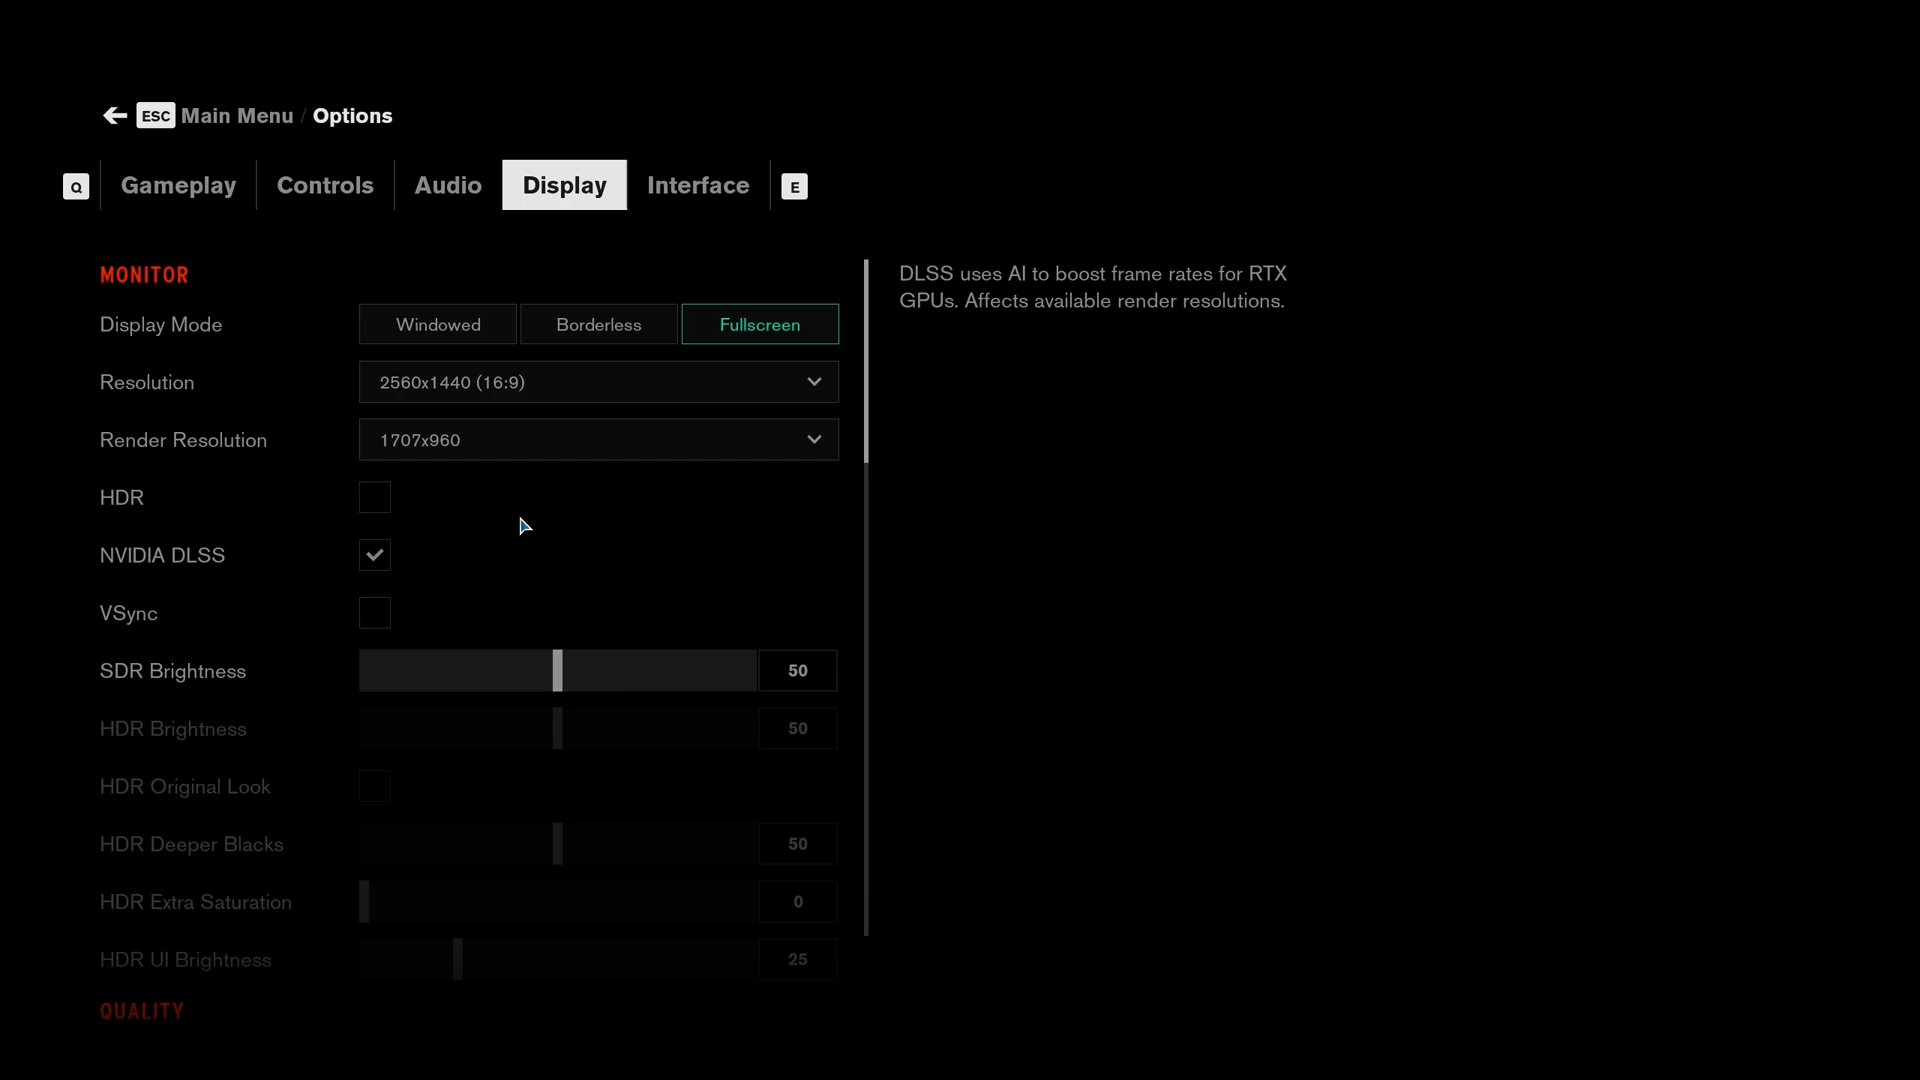 ESC Main Menu / Options
Q Gameplay Controls Audio Display Interface E
MONITOR
DLSS uses AI to boost frame rates for RTX
GPUs. Affects available render resolutions.
Display Mode Windowed Borderless Fullscreen
Resolution 2560x1440 (16:9)
Render Resolution 1707x960
HDR
NVIDIA DLSS
VSync
SDR Brightness 50
HDR Brightness 50
HDR Original Look
HDR Deeper Blacks 50
HDR Extra Saturation 0
HDR UI Brightness 25
QUALITY